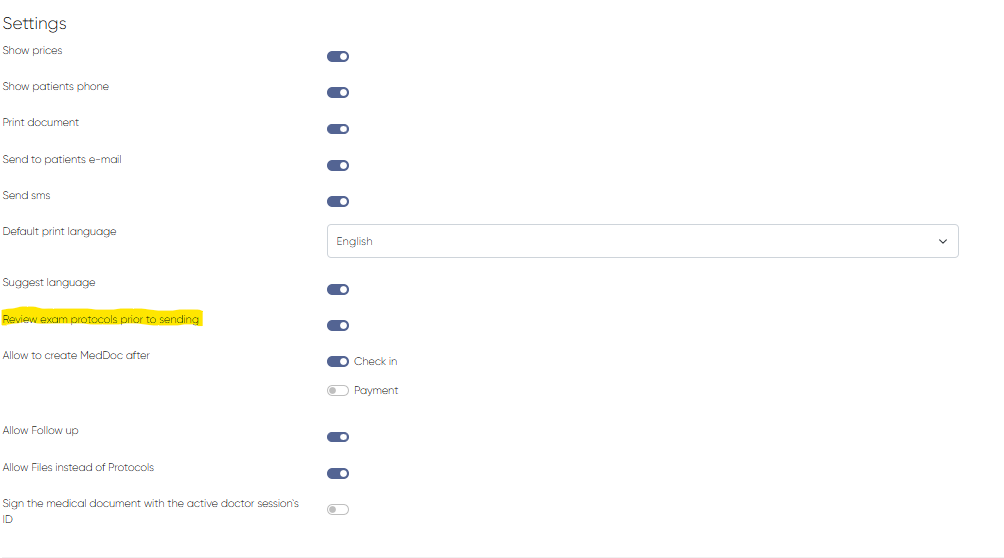 Settings
Show prices
Show patients phone
Print document
Send to patients e-mail
Send sms
Default print language
English
Suggest language
Review exam protocols prior to sending
Allow to create MedDoc after
Check in
Payment
Allow Follow up
Allow Files instead of Protocols
Sign the medical document with the active doctor session's
ID